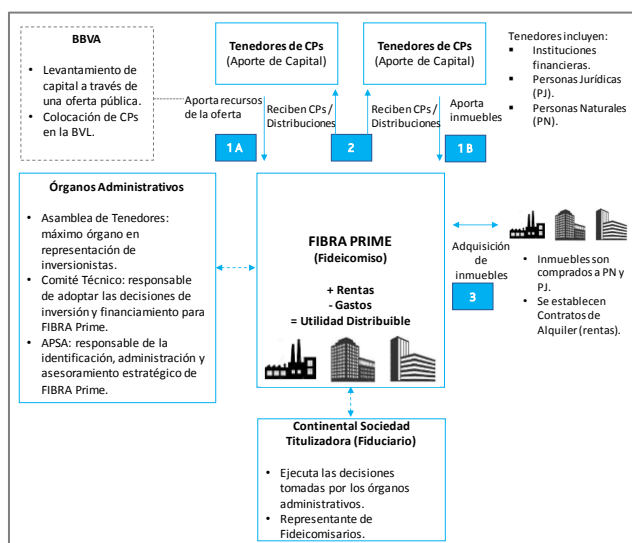 BBVA
• Levantamiento de
capital a través de
una oferta pública.
• Colocación de CPs
en la BVL.
Tenedores de CPs
(Aporte de Capital)
Tenedores de CPs
(Aporte de Capital)
Tenedores incluyen:
▪ Instituciones
financieras.
▪ Personas Jurídicas
(PJ).
▪ Personas Naturales
(PN).
Aporta recursos
de la oferta
Reciben CPs /
Distribuciones
Reciben CPs /
Distribuciones
Aporta
inmuebles
1 A
2
1 B
Órganos Administrativos
• Asamblea de Tenedores:
máximo órgano en
representación de
inversionistas.
• Comité Técnico: responsable
de adoptar las decisiones de
inversión y financiamiento para
FIBRA Prime.
• APSA: responsable de la
identificación, administración y
asesoramiento estratégico de
FIBRA Prime.
FIBRA PRIME
(Fideicomiso)
+ Rentas
- Gastos
= Utilidad Distribuible
Adquisición de
inmuebles
3
• Inmuebles son
comprados a PN y
PJ.
• Se establecen
Contratos de
Alquiler (rentas).
Continental Sociedad
Titulizadora (Fiduciario)
• Ejecuta las decisiones
tomadas por los órganos
administrativos.
• Representante de
Fideicomisarios.